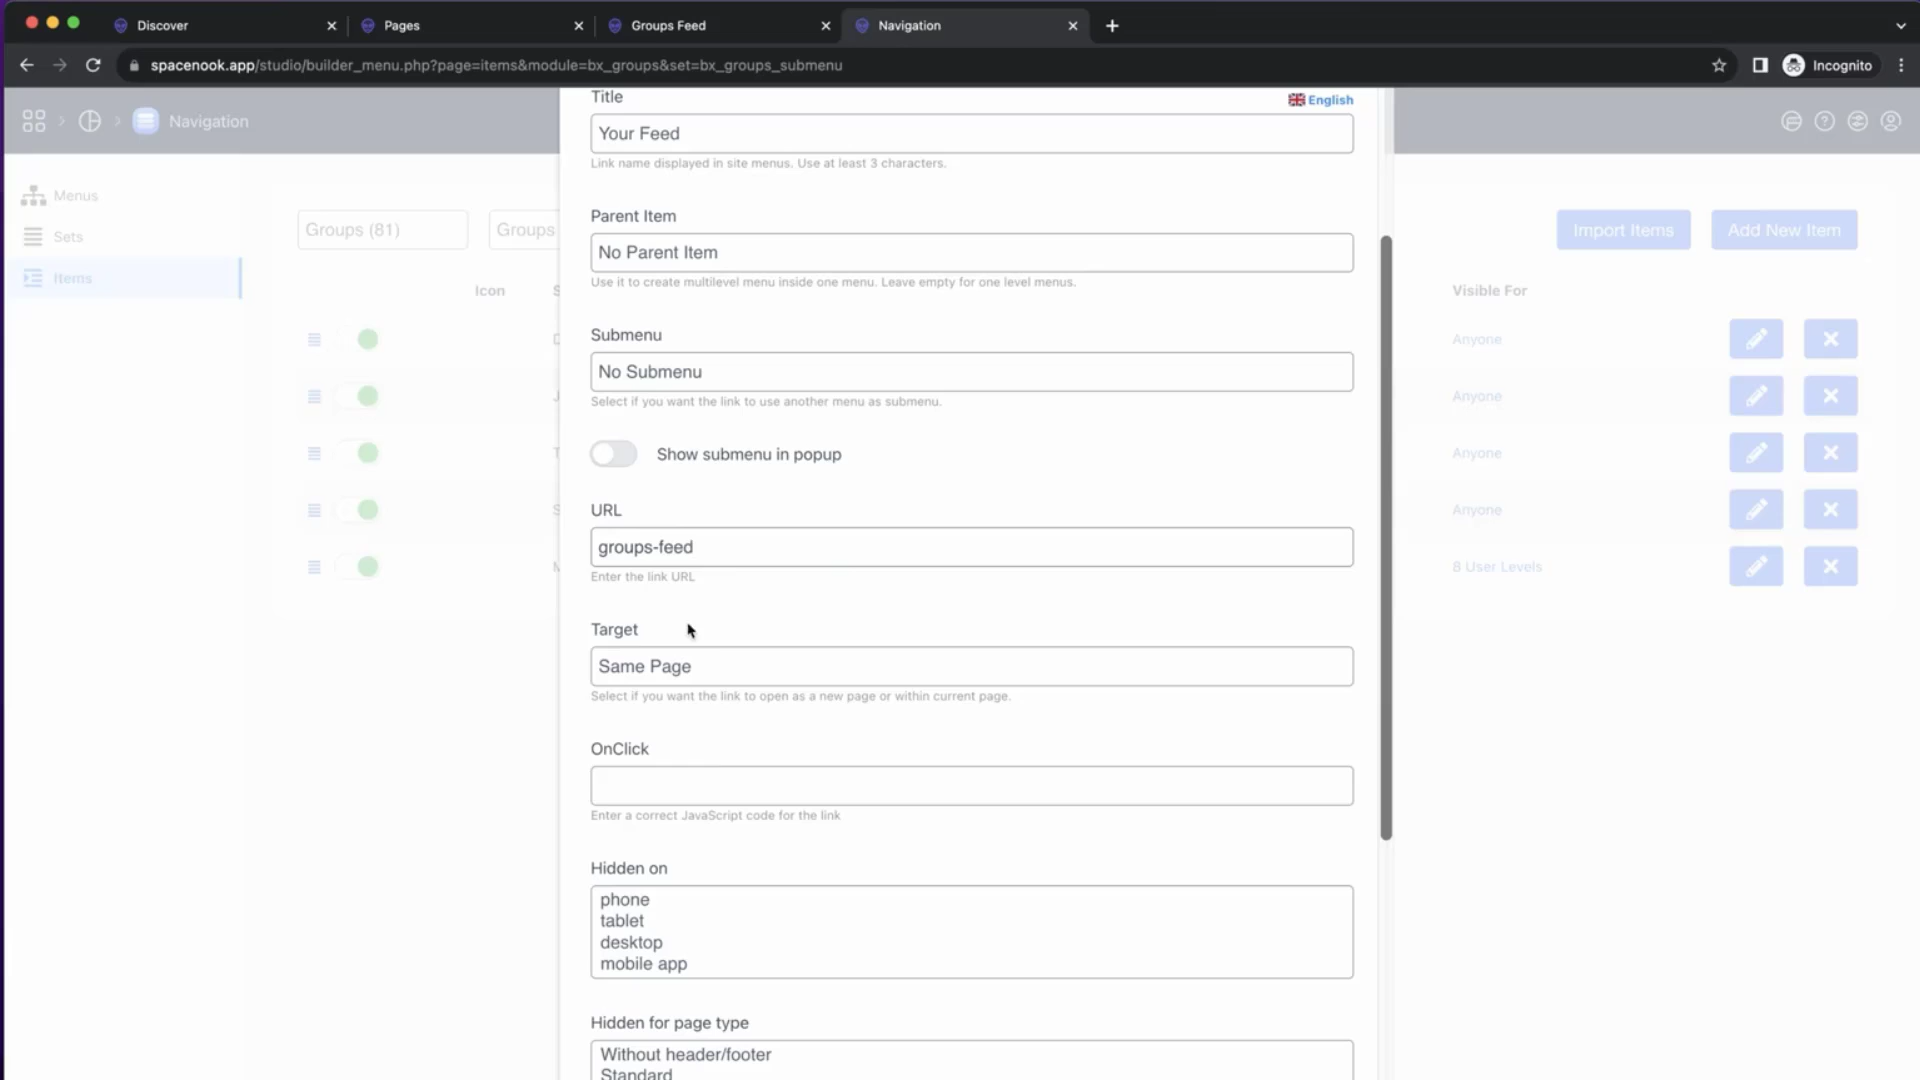 Discover
Pages
Groups Feed
Navigation
spacenook.app/studio/builder_menu.php?page=items&module=bx_groups&set=bx_groups_submenu
Incognito
Navigation
Menus
Sets
Items
Groups (81)
Groups
Import Items
Add New Item
Icon
Visible For
Anyone
Anyone
Anyone
Anyone
8 User Levels
Title
English
Your Feed
Link name displayed in site menus. Use at least 3 characters.
Parent Item
No Parent Item
Use it to create multilevel menu inside one menu. Leave empty for one level menus.
Submenu
No Submenu
Select if you want the link to use another menu as submenu.
Show submenu in popup
URL
groups-feed
Enter the link URL
Target
Same Page
Select if you want the link to open as a new page or within current page.
OnClick
Enter a correct JavaScript code for the link
Hidden on
phone
tablet
desktop
mobile app
Hidden for page type
Without header/footer
Standard